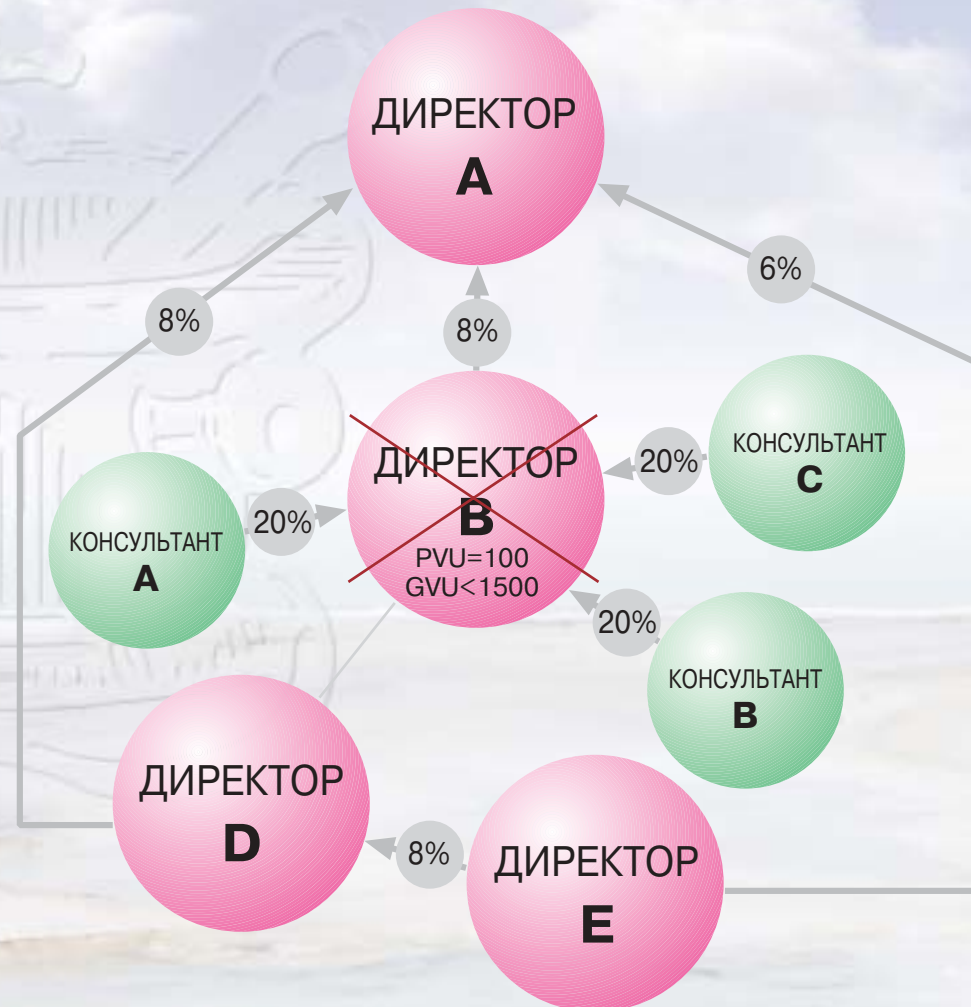 ДИРЕКТОР
A
6%
8%
8%
ДИРЕКТОР
B
PVU=100
GVU<1500
20%
КОНСУЛЬТАНТ
C
КОНСУЛЬТАНТ
A
20%
20%
КОНСУЛЬТАНТ
B
ДИРЕКТОР
D
8%
ДИРЕКТОР
E